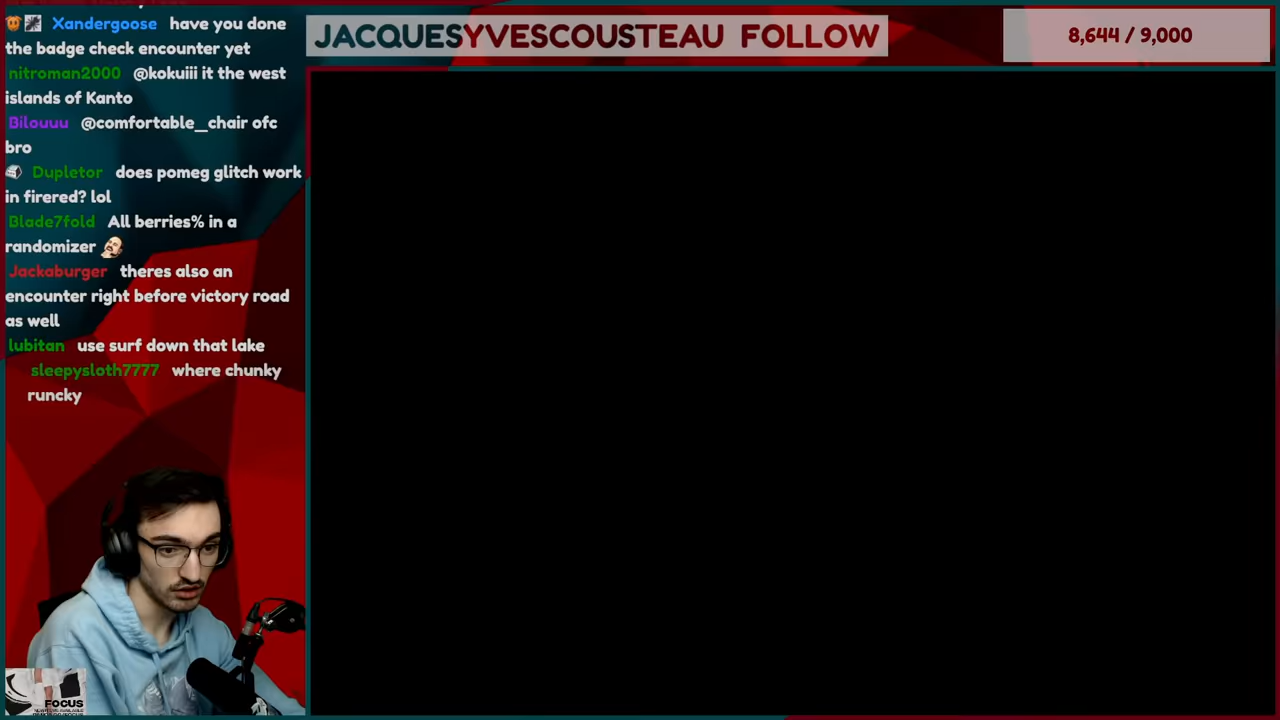 Xandergoose have you done
the badge check encounter yet
nitroman2000 @kokuiii it the west
islands of Kanto
Bilouuu @comfortable_chair ofc
bro
Dupletor does pomeg glitch work
in firered? lol
Blade7fold All berries% in a
randomizer
Jackaburger theres also an
encounter right before victory road
as well
lubitan use surf down that lake
sleepysloth7777 where chunky
runcky
JACQUESYVESCOUSTEAU FOLLOW
8,644 / 9,000
FOCUS